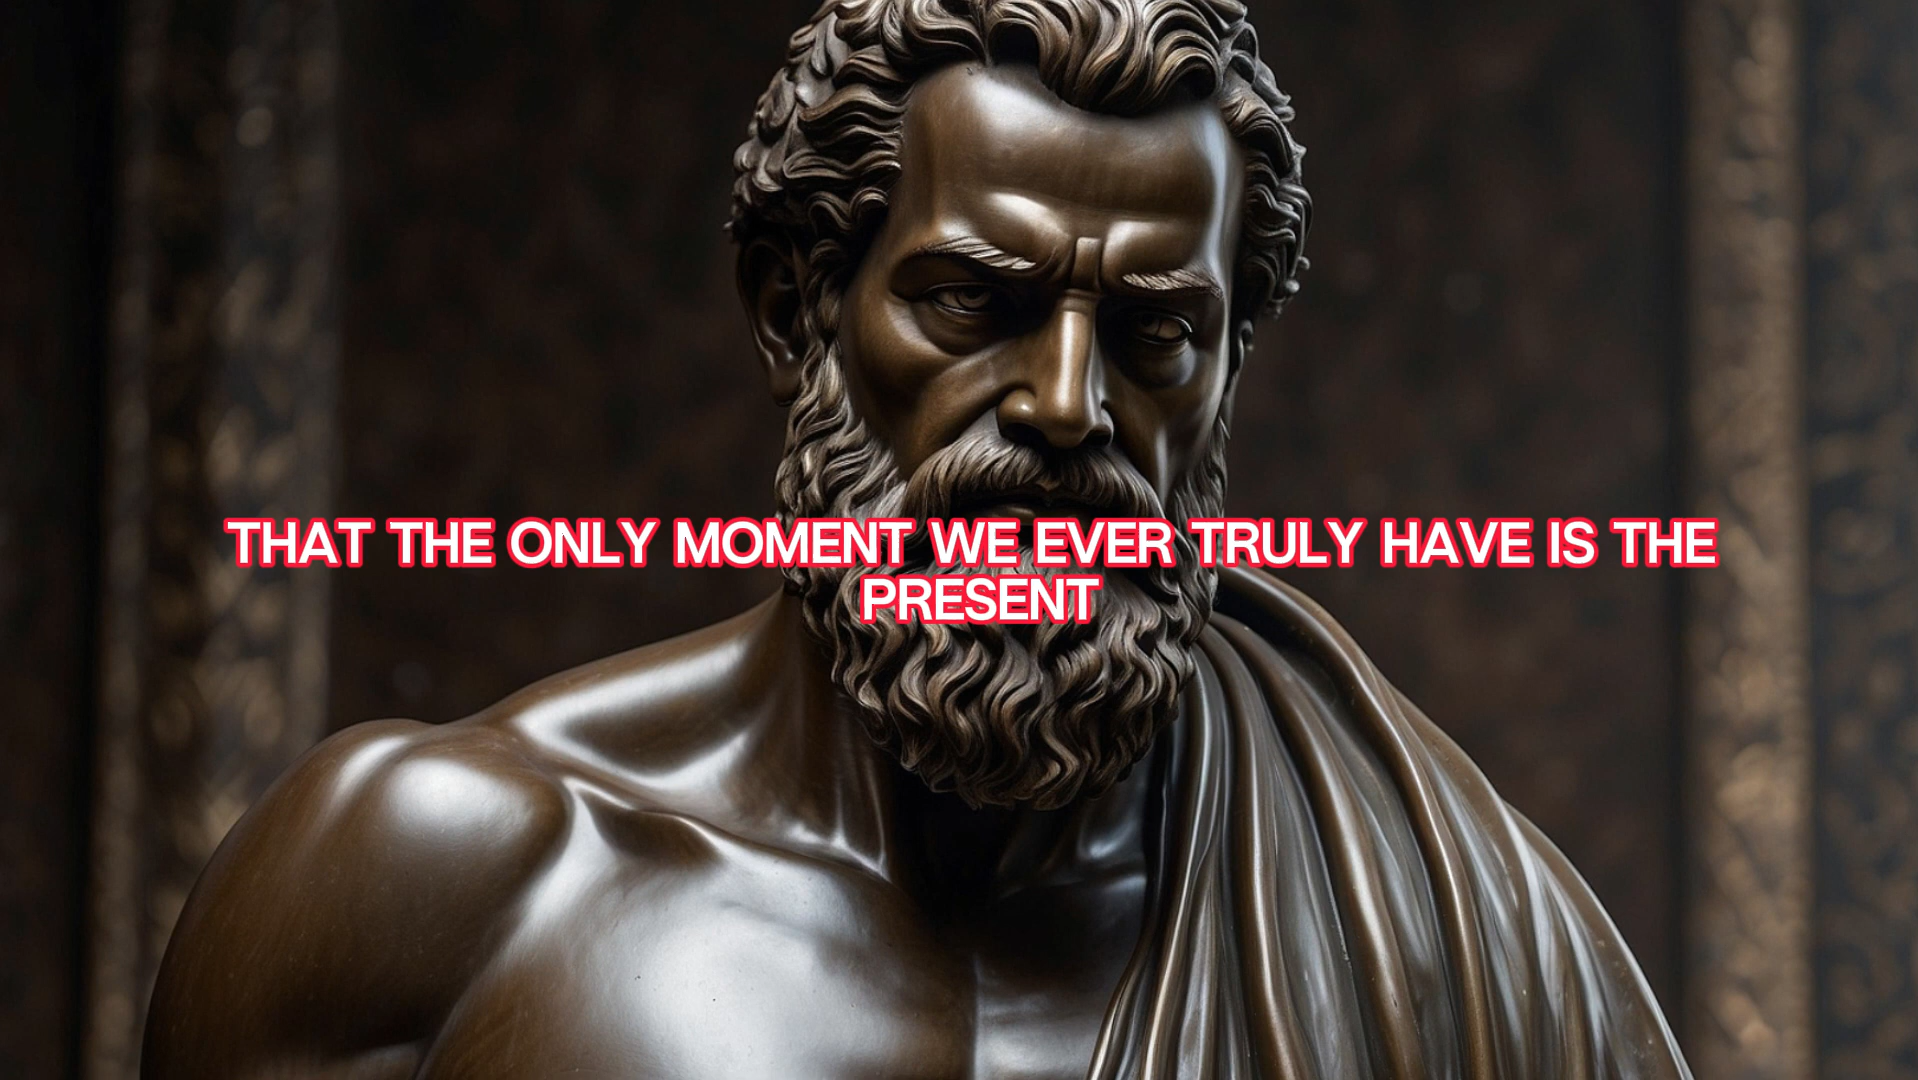 THAT THE ONLY MOMENT WE EVER TRULY HAVE IS THE
PRESENT